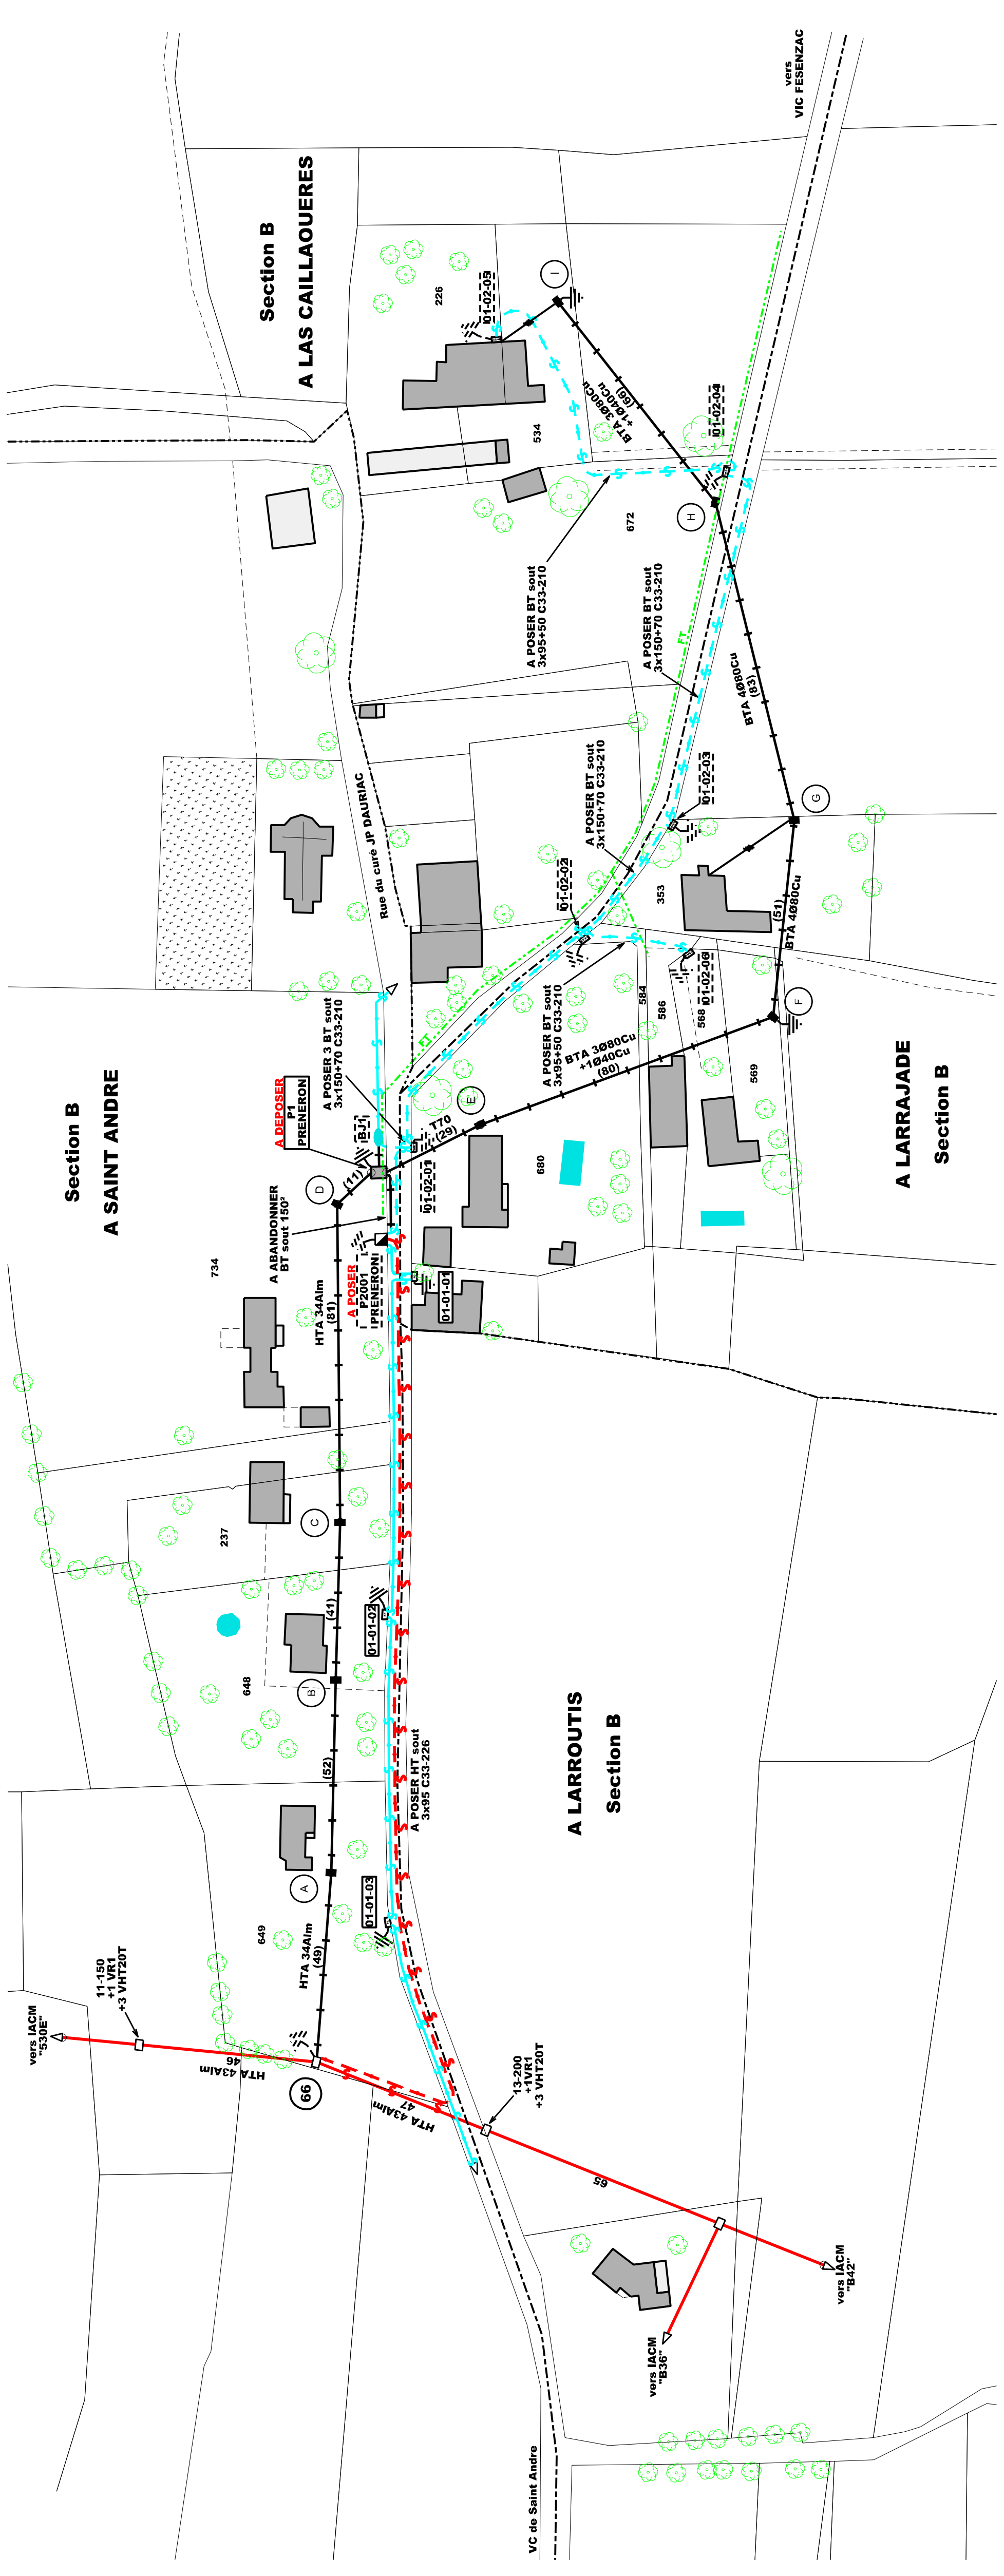 vers
VIC FESENZAC
Section B
A LAS CAILLAOUERES
226
01-02-05
I
BTA 3Ø80Cu
+1Ø40Cu
(66)
01-02-04
534
H
672
A POSER BT sout
3x95+50 C33-210
A POSER BT sout
3x150+70 C33-210
FT
BTA 4Ø80Cu
(83)
A POSER BT sout
3x150+70 C33-210
01-02-03
G
Rue du curé JP DAURIAC
01-02-02
353
(51)
BTA 4Ø80Cu
01-02-06
584
586
568
F
A POSER BT sout
3x95+50 C33-210
BTA 3Ø80Cu
+1Ø40Cu
(80)
569
A LARRAJADE
Section B
FT
A POSER 3 BT sout
3x150+70 C33-210
Section B
A SAINT ANDRE
A DEPOSER
P1
PRENERON
BJ1
E
T70
(29)
01-02-01
680
(11)
D
A ABANDONNER
BT sout 150²
734
A POSER
P2001
PRENERON
01-01-01
HTA 34Alm
(81)
C
237
(41)
01-01-02
B
648
(52)
A POSER HT sout
3x95 C33-226
A LARROUTIS
Section B
A
01-01-03
649
HTA 34Alm
(49)
11-150
+1 VR1
+3 VHT20T
vers IACM
"530E"
46
HTA 43Alm
66
47
HTA 43Alm
13-200
+1VR1
+3 VHT20T
65
vers IACM
"B42"
vers IACM
"B36"
VC de Saint Andre